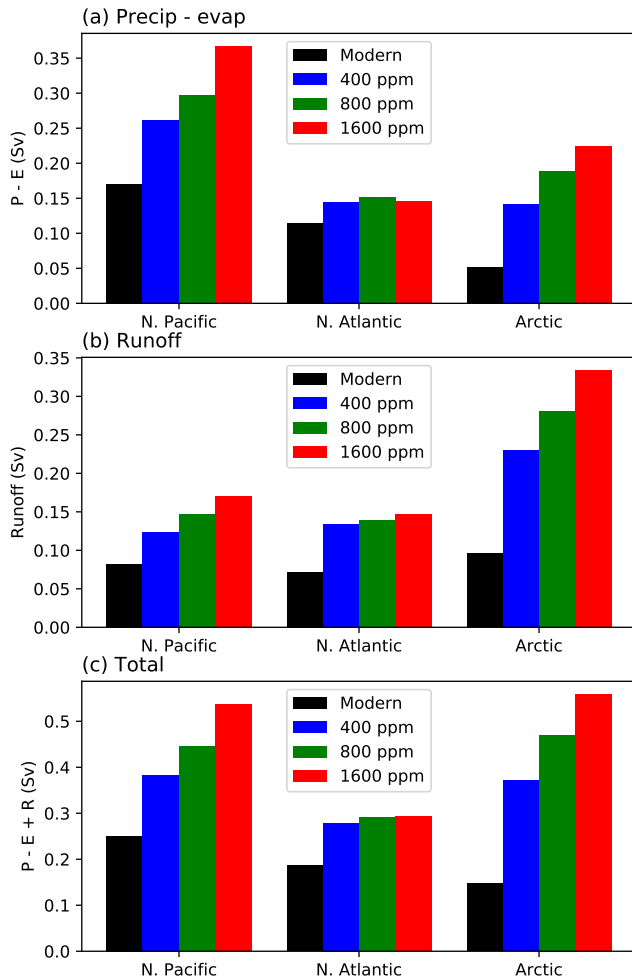 (a) Precip - evap
P - E (Sv)
0.35
0.30
0.25
0.20
0.15
0.10
0.05
0.00
Modern
400 ppm
800 ppm
1600 ppm
N. Pacific
N. Atlantic
Arctic
(b) Runoff
Runoff (Sv)
0.35
0.30
0.25
0.20
0.15
0.10
0.05
0.00
Modern
400 ppm
800 ppm
1600 ppm
N. Pacific
N. Atlantic
Arctic
(c) Total
P - E + R (Sv)
0.5
0.4
0.3
0.2
0.1
0.0
Modern
400 ppm
800 ppm
1600 ppm
N. Pacific
N. Atlantic
Arctic